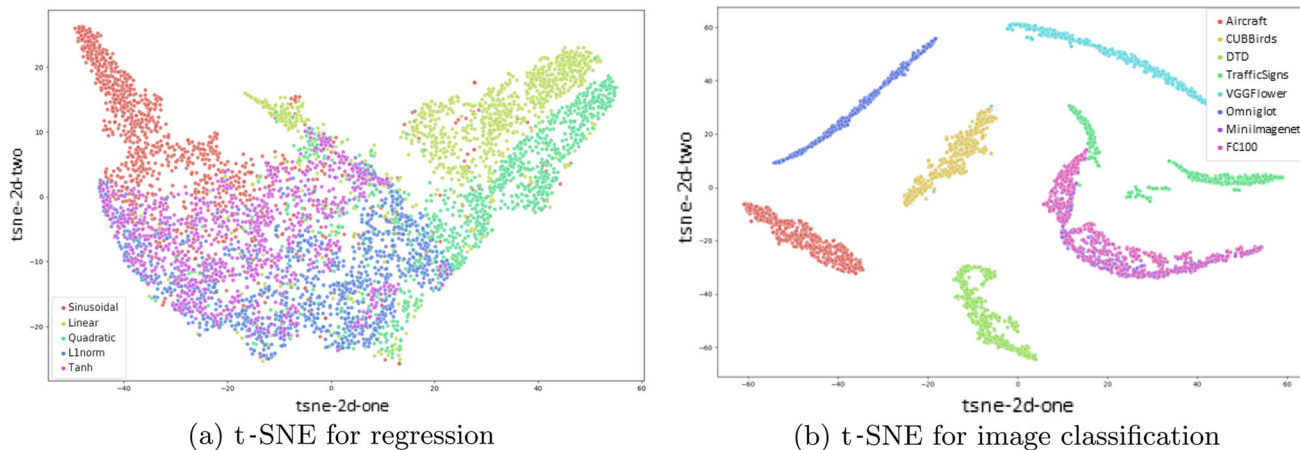 tsne-2d-two
20
10
0
−10
−20
Sinusoidal
Linear
Quadratic
L1norm
Tanh
−40
−20
0
20
40
60
tsne-2d-one
(a) t-SNE for regression
tsne-2d-two
60
40
20
0
−20
−40
−60
Aircraft
CUBBirds
DTD
TrafficSigns
VGGFlower
Omniglot
MiniImagenet
FC100
−60
−40
−20
0
20
40
60
tsne-2d-one
(b) t-SNE for image classification